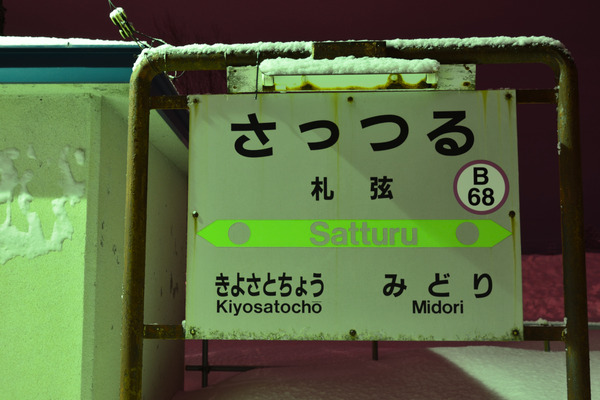 さっつる
札弦
B
68
Satturu
きよさとちょう
Kiyosatochō
みどり
Midori